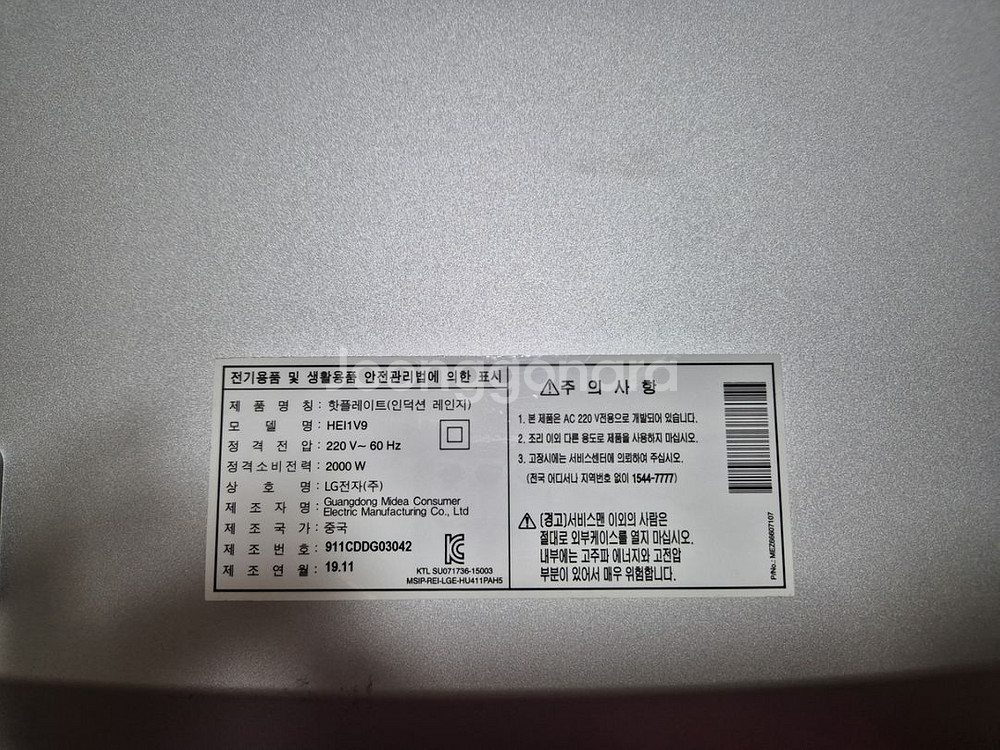 Joonggonara
전기용품 및 생활용품 안전관리법에 의한 표시
제 품 명 칭 : 핫플레이트(인덕션 레인지)
모 델 명 : HEI1V9
정 격 전 압 : 220 V~ 60 Hz
정격소비전력 : 2000 W
상 호 명 : LG전자(주)
제 조 자 명 : Guangdong Midea Consumer
Electric Manufacturing Co., Ltd
제 조 국 가 : 중국
제 조 번 호 : 911CDDG03042
제 조 연 월 : 19.11
KTL SU071736-15003
MSIP-REI-LGE-HU411PAH5
주 의 사 항
1. 본 제품은 AC 220 V전용으로 개발되어 있습니다.
2. 조리 이외 다른 용도로 제품을 사용하지 마십시오.
3. 고장시에는 서비스센터에 의뢰하여 주십시오.
(전국 어디서나 지역번호 없이 1544-7777)
(경고)서비스맨 이외의 사람은
절대로 외부케이스를 열지 마십시오.
내부에는 고주파 에너지와 고전압
부분이 있어서 매우 위험합니다.
P/No.: MEZ66607107